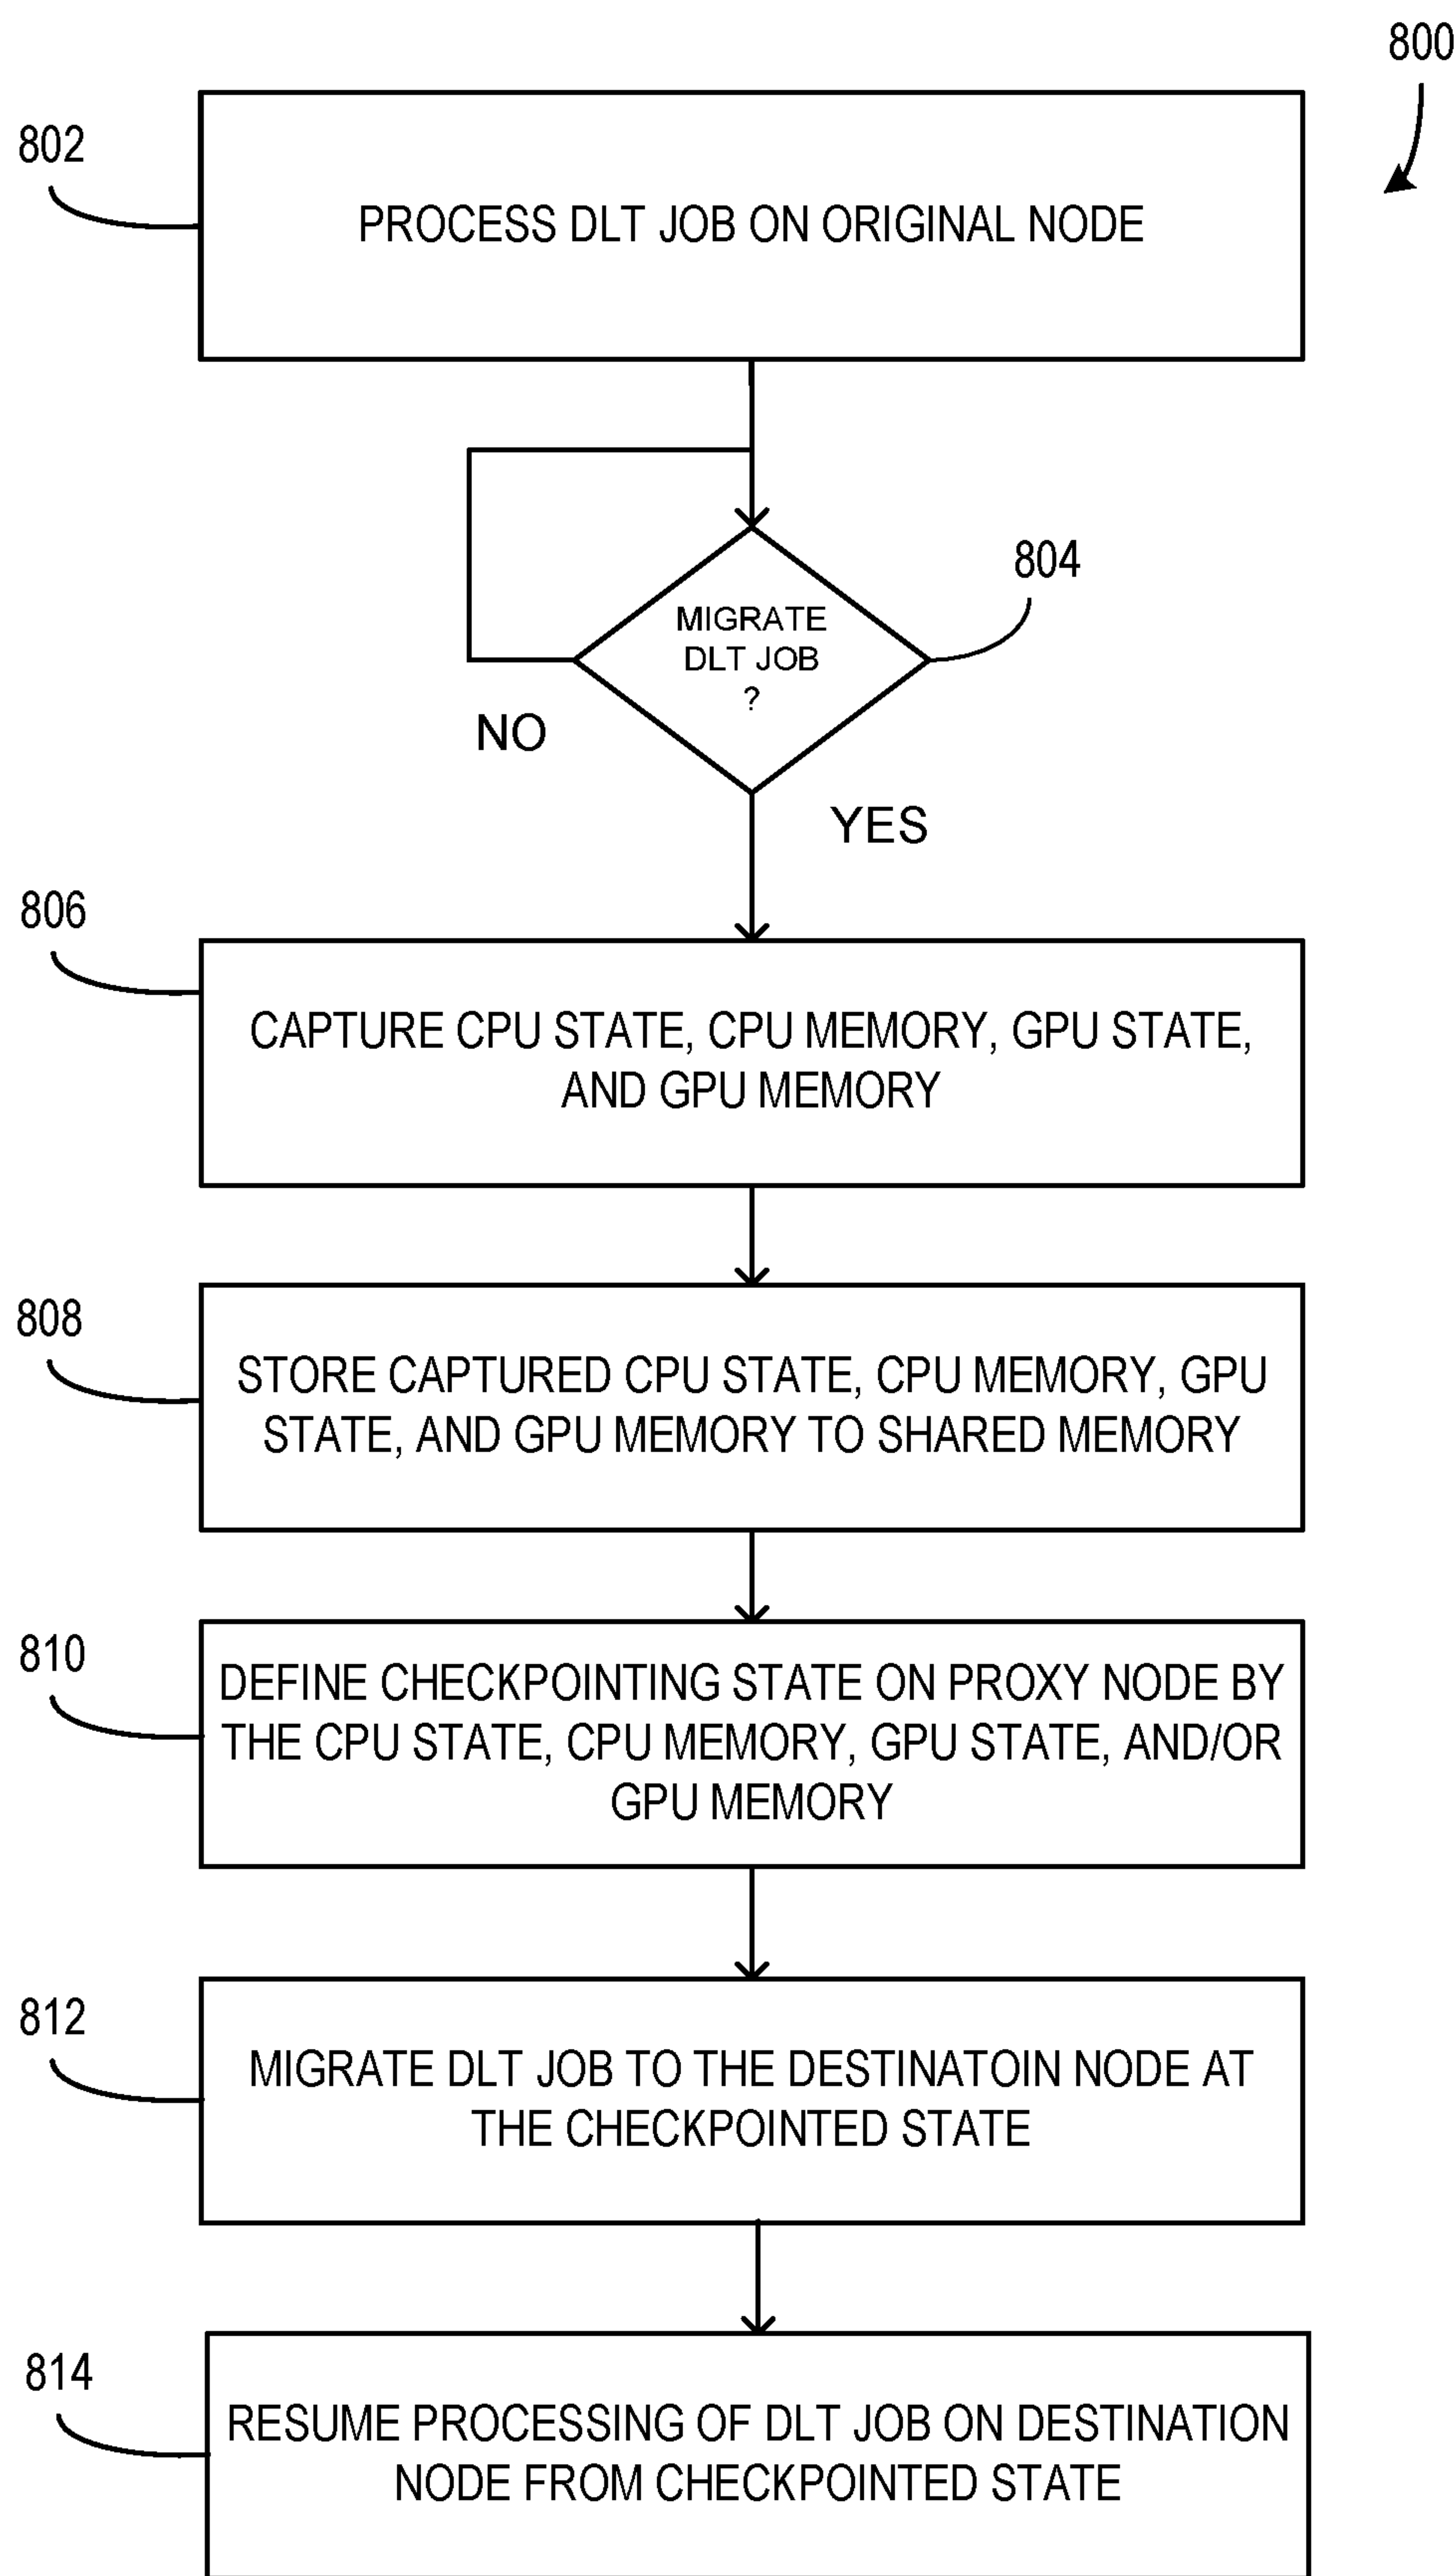 800
802
PROCESS DLT JOB ON ORIGINAL NODE
804
MIGRATE
DLT JOB
?
NO
YES
806
CAPTURE CPU STATE, CPU MEMORY, GPU STATE,
AND GPU MEMORY
808
STORE CAPTURED CPU STATE, CPU MEMORY, GPU
STATE, AND GPU MEMORY TO SHARED MEMORY
810
DEFINE CHECKPOINTING STATE ON PROXY NODE BY
THE CPU STATE, CPU MEMORY, GPU STATE, AND/OR
GPU MEMORY
812
MIGRATE DLT JOB TO THE DESTINATOIN NODE AT
THE CHECKPOINTED STATE
814
RESUME PROCESSING OF DLT JOB ON DESTINATION
NODE FROM CHECKPOINTED STATE